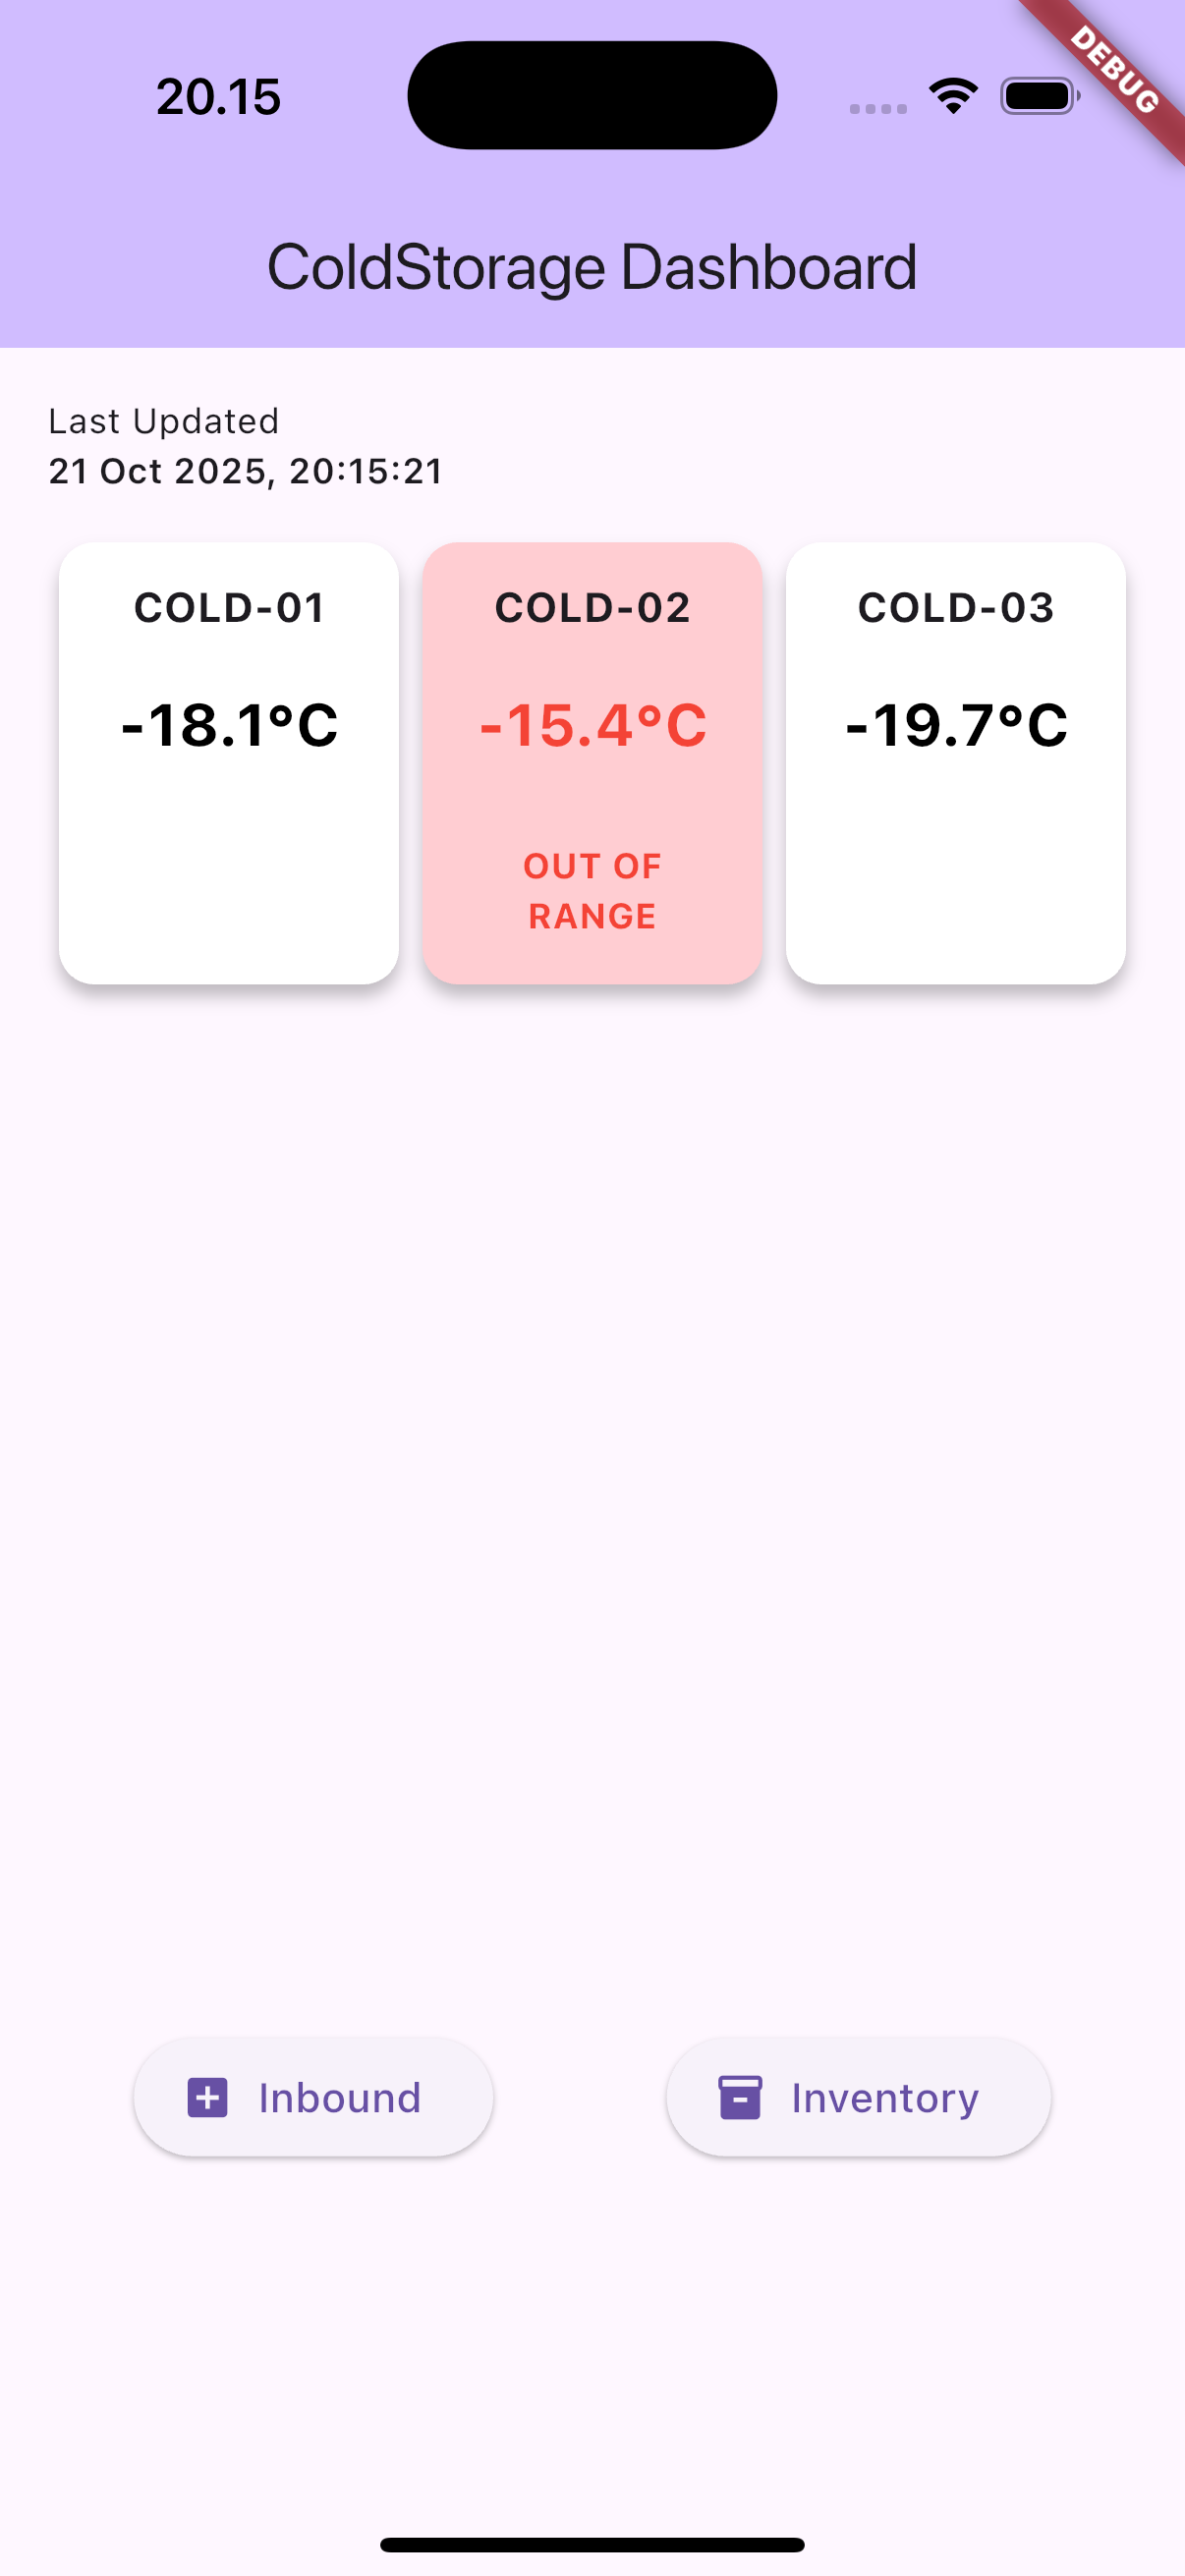 20.15
DEBUG
ColdStorage Dashboard
Last Updated
21 Oct 2025, 20:15:21
COLD-01
-18.1°C
COLD-02
-15.4°C
OUT OF
RANGE
COLD-03
-19.7°C
Inbound
Inventory